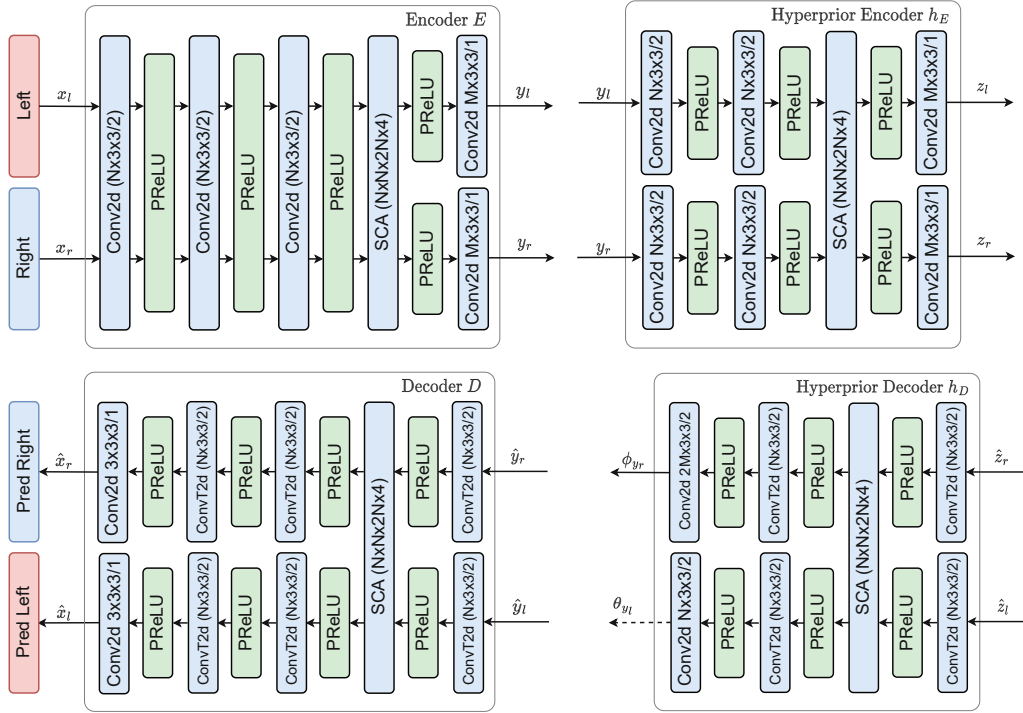 Encoder E
Left
x_l
Conv2d (Nx3x3/2)
PReLU
Conv2d (Nx3x3/2)
PReLU
Conv2d (Nx3x3/2)
PReLU
SCA (NxNx2Nx4)
PReLU
Conv2d Mx3x3/1
y_l
Right
x_r
PReLU
Conv2d Mx3x3/1
y_r
Hyperprior Encoder h_E
y_l
Conv2d Nx3x3/2
PReLU
Conv2d Nx3x3/2
PReLU
SCA (NxNx2Nx4)
PReLU
Conv2d Mx3x3/1
z_l
y_r
Conv2d Nx3x3/2
PReLU
Conv2d Nx3x3/2
PReLU
PReLU
Conv2d Mx3x3/1
z_r
Decoder D
Pred Right
x̂_r
Conv2d 3x3x3/1
PReLU
ConvT2d (Nx3x3/2)
PReLU
ConvT2d (Nx3x3/2)
PReLU
SCA (NxNx2Nx4)
PReLU
ConvT2d (Nx3x3/2)
ŷ_r
Pred Left
x̂_l
Conv2d 3x3x3/1
PReLU
ConvT2d (Nx3x3/2)
PReLU
ConvT2d (Nx3x3/2)
PReLU
PReLU
ConvT2d (Nx3x3/2)
ŷ_l
Hyperprior Decoder h_D
ϕ_{yr}
Conv2d 2Mx3x3/2
PReLU
ConvT2d (Nx3x3/2)
PReLU
SCA (NxNx2Nx4)
PReLU
ConvT2d (Nx3x3/2)
ẑ_r
θ_{yl}
Conv2d Nx3x3/2
PReLU
ConvT2d (Nx3x3/2)
PReLU
PReLU
ConvT2d (Nx3x3/2)
ẑ_l